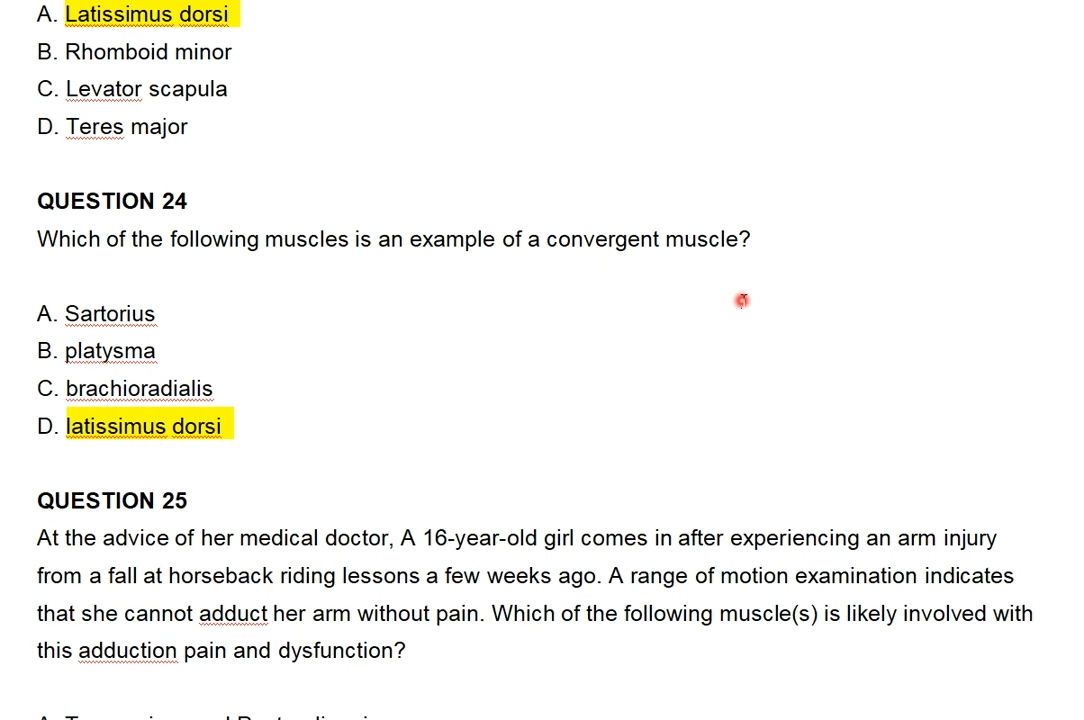 A. Latissimus dorsi
B. Rhomboid minor
C. Levator scapula
D. Teres major
QUESTION 24
Which of the following muscles is an example of a convergent muscle?
A. Sartorius
B. platysma
C. brachioradialis
D. latissimus dorsi
QUESTION 25
At the advice of her medical doctor, A 16-year-old girl comes in after experiencing an arm injury
from a fall at horseback riding lessons a few weeks ago. A range of motion examination indicates
that she cannot adduct her arm without pain. Which of the following muscle(s) is likely involved with
this adduction pain and dysfunction?